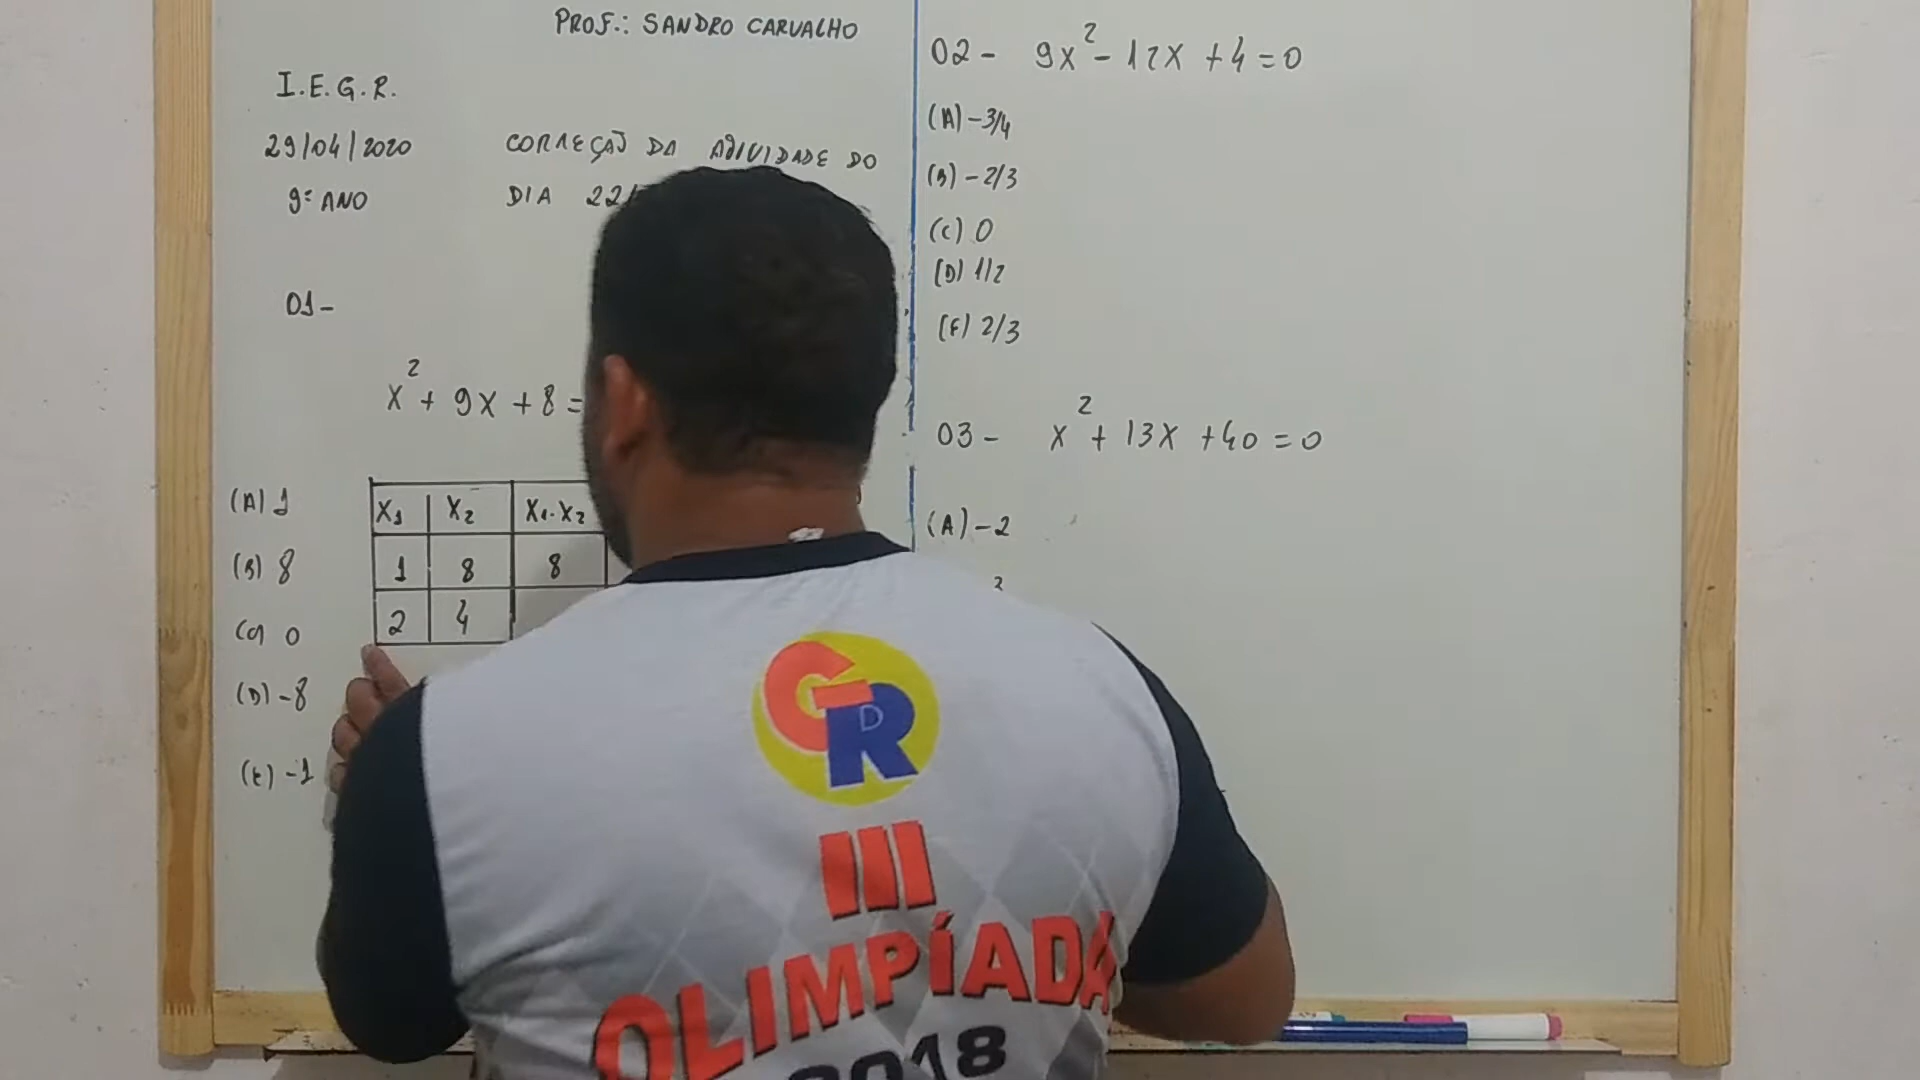 PROF.: SANDRO CARVALHO
I.E.G.R.
29/04/2020
9º ANO
CORREÇÃO DA ATIVIDADE DO
DIA 22/
01-
x² + 9x + 8 =
(A) 1
(B) 8
(C) 0
(D) -8
(E) -1
X₁ X₂ X₁·X₂
1 8 8
2 4
02- 9x² - 12x + 4 = 0
(A) -3/4
(B) -2/3
(C) 0
(D) 1/2
(E) 2/3
03- x² + 13x + 40 = 0
(A) -2
GR
III
OLIMPÍADA
2018